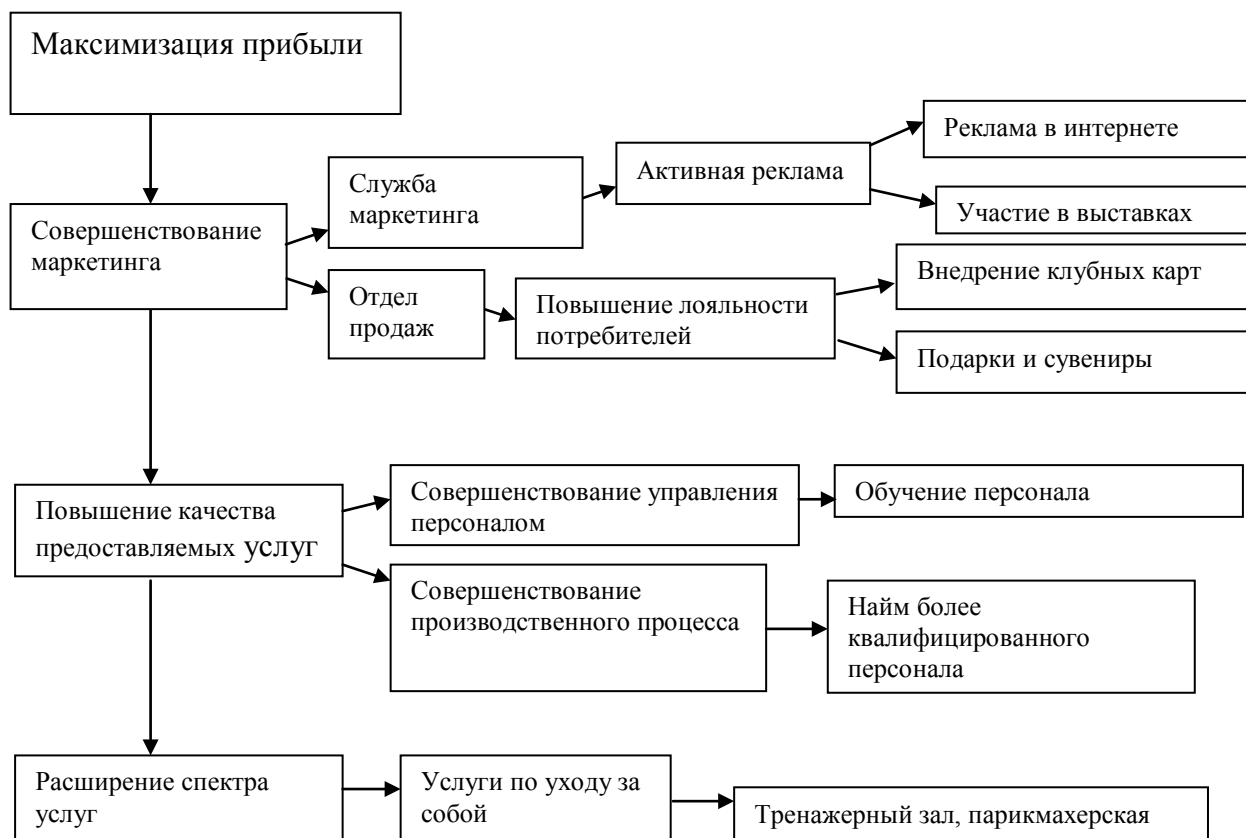 Максимизация прибыли
Реклама в интернете
Служба
маркетинга
Активная реклама
Участие в выставках
Совершенствование
маркетинга
Отдел
продаж
Повышение лояльности
потребителей
Внедрение клубных карт
Подарки и сувениры
Повышение качества
предоставляемых услуг
Совершенствование управления
персоналом
Обучение персонала
Совершенствование
производственного процесса
Найм более
квалифицированного
персонала
Расширение спектра
услуг
Услуги по уходу за
собой
Тренажерный зал, парикмахерская